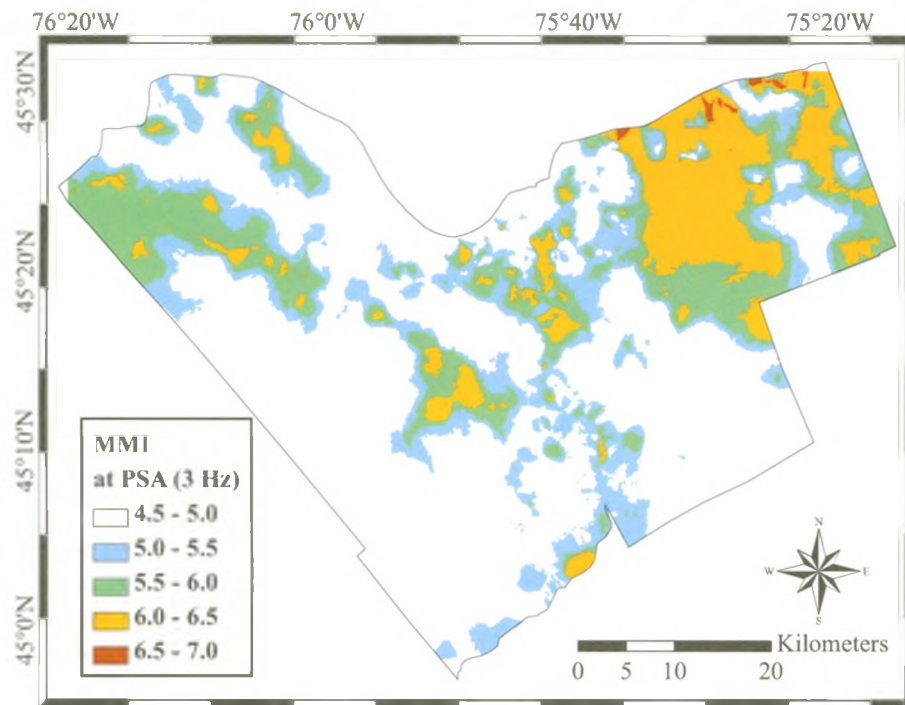 76°20'W 76°0'W 75°40'W 75°20'W
45°30'N
45°20'N
45°10'N
45°0'N
MMI
at PSA (3 Hz)
4.5 - 5.0
5.0 - 5.5
5.5 - 6.0
6.0 - 6.5
6.5 - 7.0
N
W E
S
Kilometers
0 5 10 20